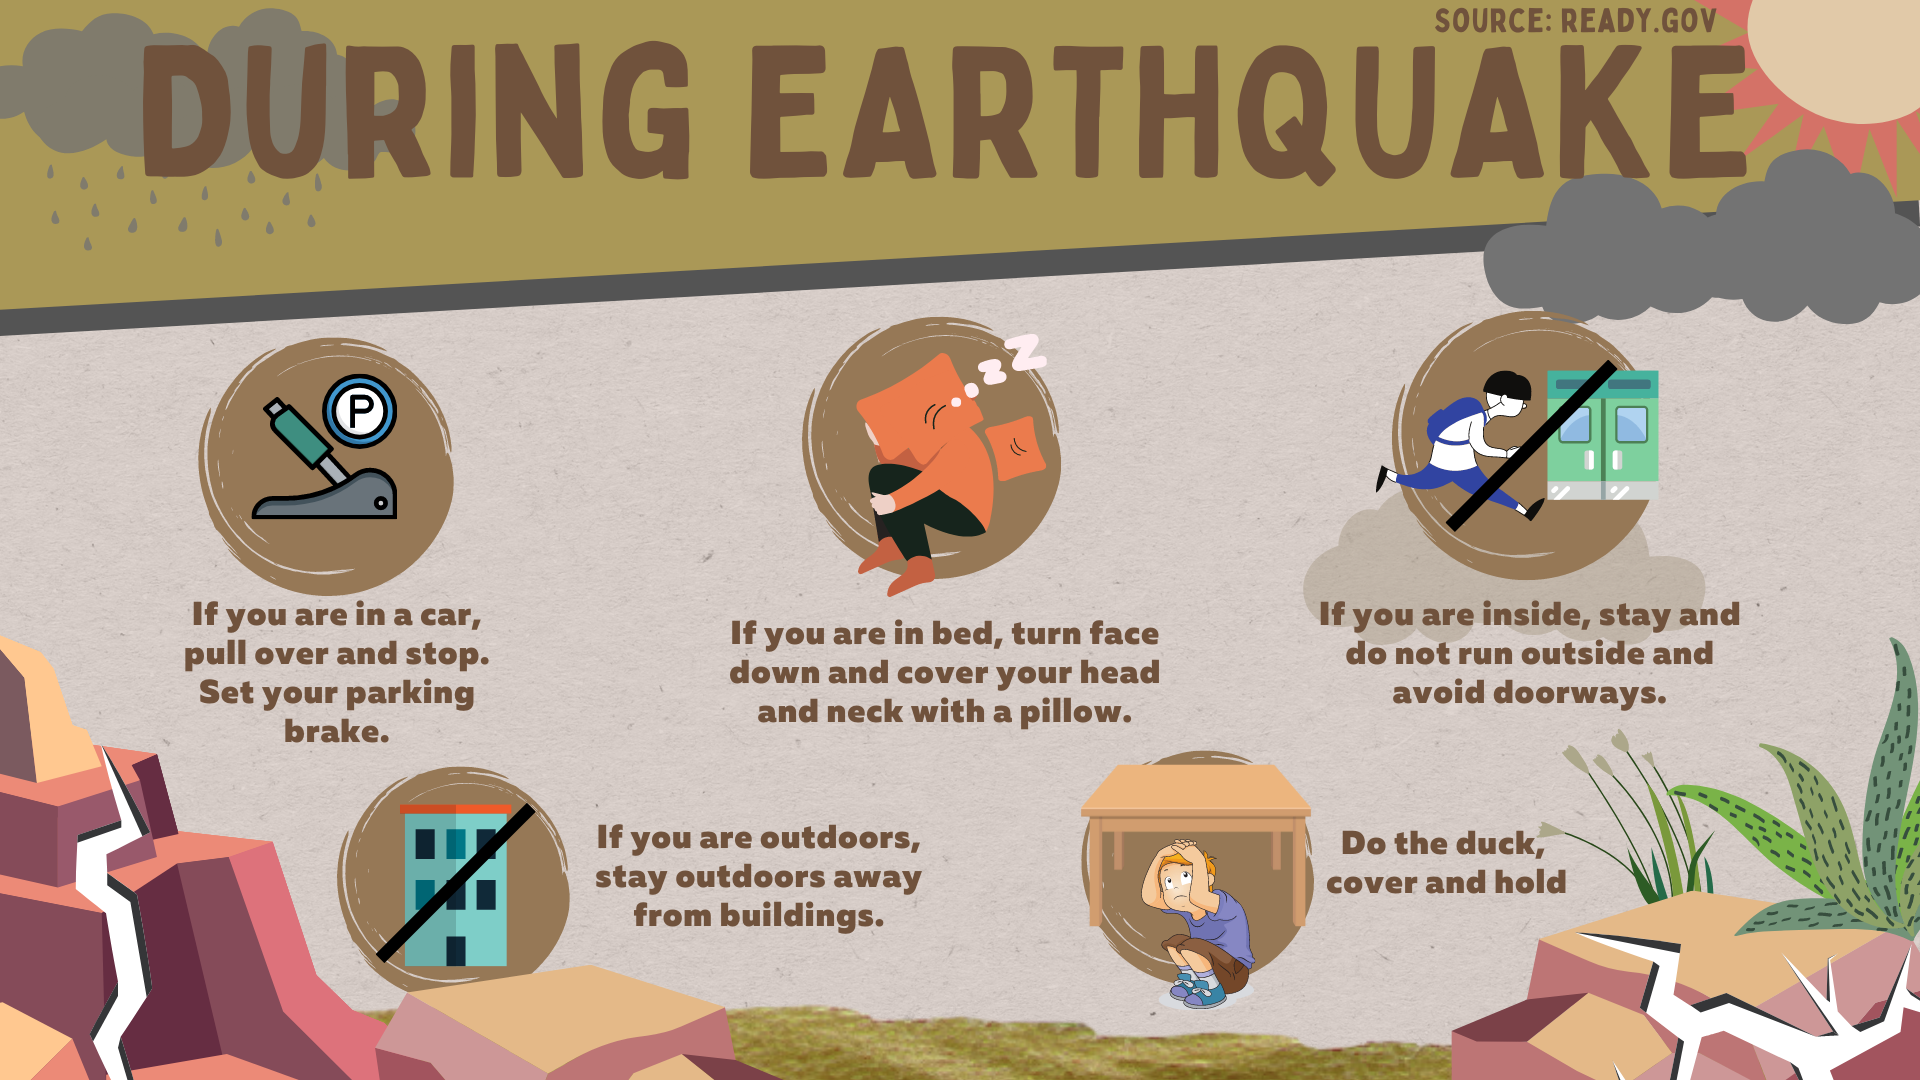 SOURCE: READY.GOV
DURING EARTHQUAKE
P
z Z
If you are in a car,
pull over and stop.
Set your parking
brake.
If you are in bed, turn face
down and cover your head
and neck with a pillow.
If you are inside, stay and
do not run outside and
avoid doorways.
If you are outdoors,
stay outdoors away
from buildings.
Do the duck,
cover and hold